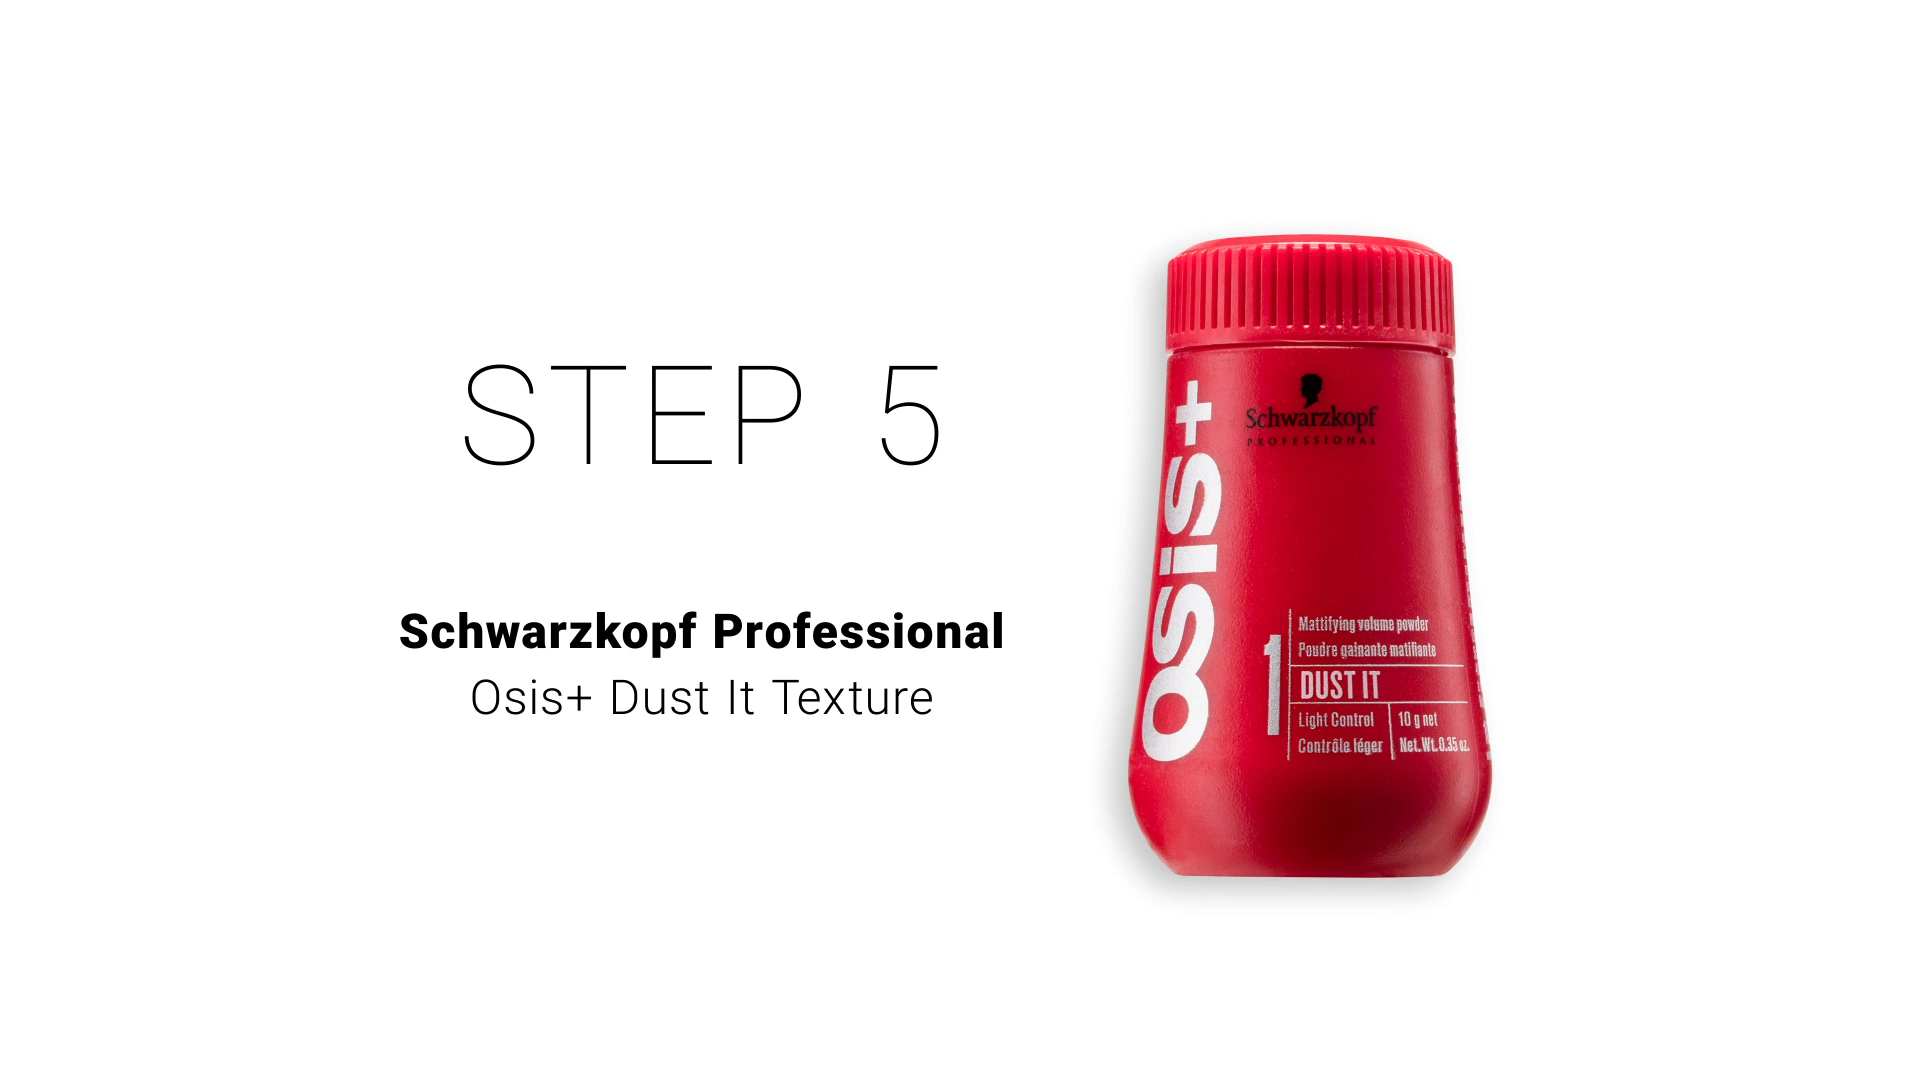 STEP 5
Schwarzkopf Professional
Osis+ Dust It Texture
osis+
Schwarzkopf
PROFESSIONAL
1
Mattifying volume powder
Poudre gainante matifiante
DUST IT
Light Control
Contrôle léger
10 g net
Net.Wt.0.35 oz.